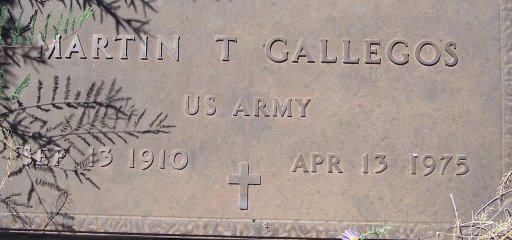 MARTIN T GALLEGOS
US ARMY
SEP 13 1910 APR 13 1975